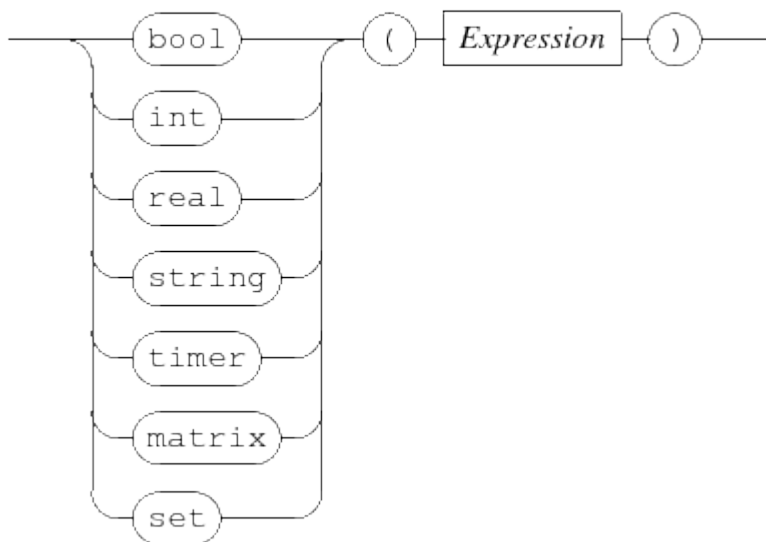 bool ( Expression )
int
real
string
timer
matrix
set